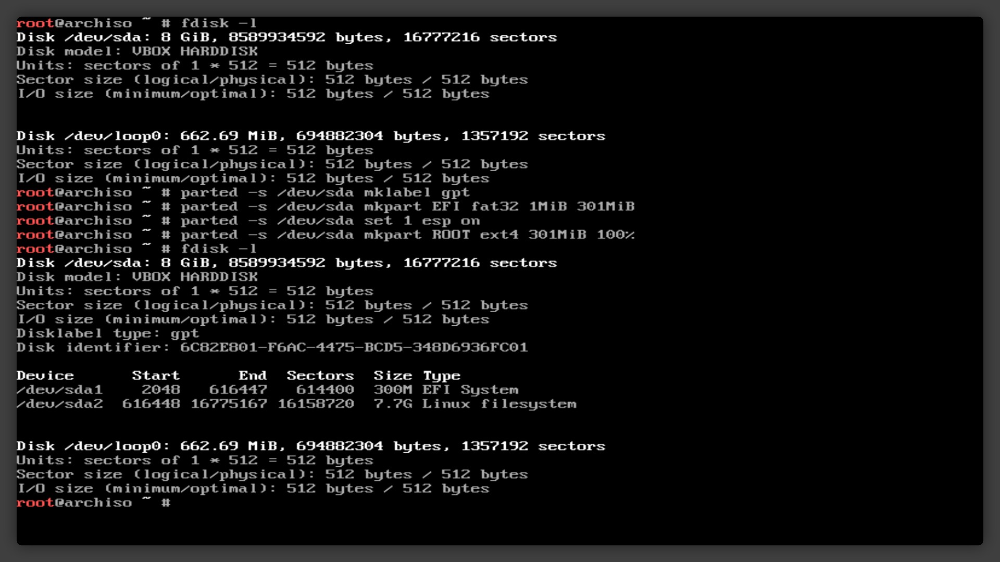 root@archiso ~ # fdisk -l
Disk /dev/sda: 8 GiB, 8589934592 bytes, 16777216 sectors
Disk model: VBOX HARDDISK
Units: sectors of 1 * 512 = 512 bytes
Sector size (logical/physical): 512 bytes / 512 bytes
I/O size (minimum/optimal): 512 bytes / 512 bytes
Disk /dev/loop0: 662.69 MiB, 694882304 bytes, 1357192 sectors
Units: sectors of 1 * 512 = 512 bytes
Sector size (logical/physical): 512 bytes / 512 bytes
I/O size (minimum/optimal): 512 bytes / 512 bytes
root@archiso ~ # parted -s /dev/sda mklabel gpt
root@archiso ~ # parted -s /dev/sda mkpart EFI fat32 1MiB 301MiB
root@archiso ~ # parted -s /dev/sda set 1 esp on
root@archiso ~ # parted -s /dev/sda mkpart ROOT ext4 301MiB 100%
root@archiso ~ # fdisk -l
Disk /dev/sda: 8 GiB, 8589934592 bytes, 16777216 sectors
Disk model: VBOX HARDDISK
Units: sectors of 1 * 512 = 512 bytes
Sector size (logical/physical): 512 bytes / 512 bytes
I/O size (minimum/optimal): 512 bytes / 512 bytes
Disklabel type: gpt
Disk identifier: 6C82E801-F6AC-4475-BCD5-348D6936FC01
Device      Start      End  Sectors  Size Type
/dev/sda1    2048   616447   614400  300M EFI System
/dev/sda2  616448 16775167 16158720  7.7G Linux filesystem
Disk /dev/loop0: 662.69 MiB, 694882304 bytes, 1357192 sectors
Units: sectors of 1 * 512 = 512 bytes
Sector size (logical/physical): 512 bytes / 512 bytes
I/O size (minimum/optimal): 512 bytes / 512 bytes
root@archiso ~ #